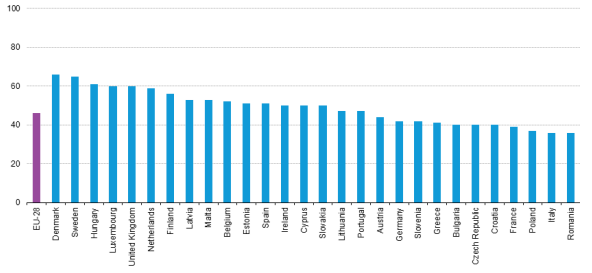 100
80
60
40
20
0
EU-28
Denmark
Sweden
Hungary
Luxembourg
United Kingdom
Netherlands
Finland
Latvia
Malta
Belgium
Estonia
Spain
Ireland
Cyprus
Slovakia
Lithuania
Portugal
Austria
Germany
Slovenia
Greece
Bulgaria
Czech Republic
Croatia
France
Poland
Italy
Romania